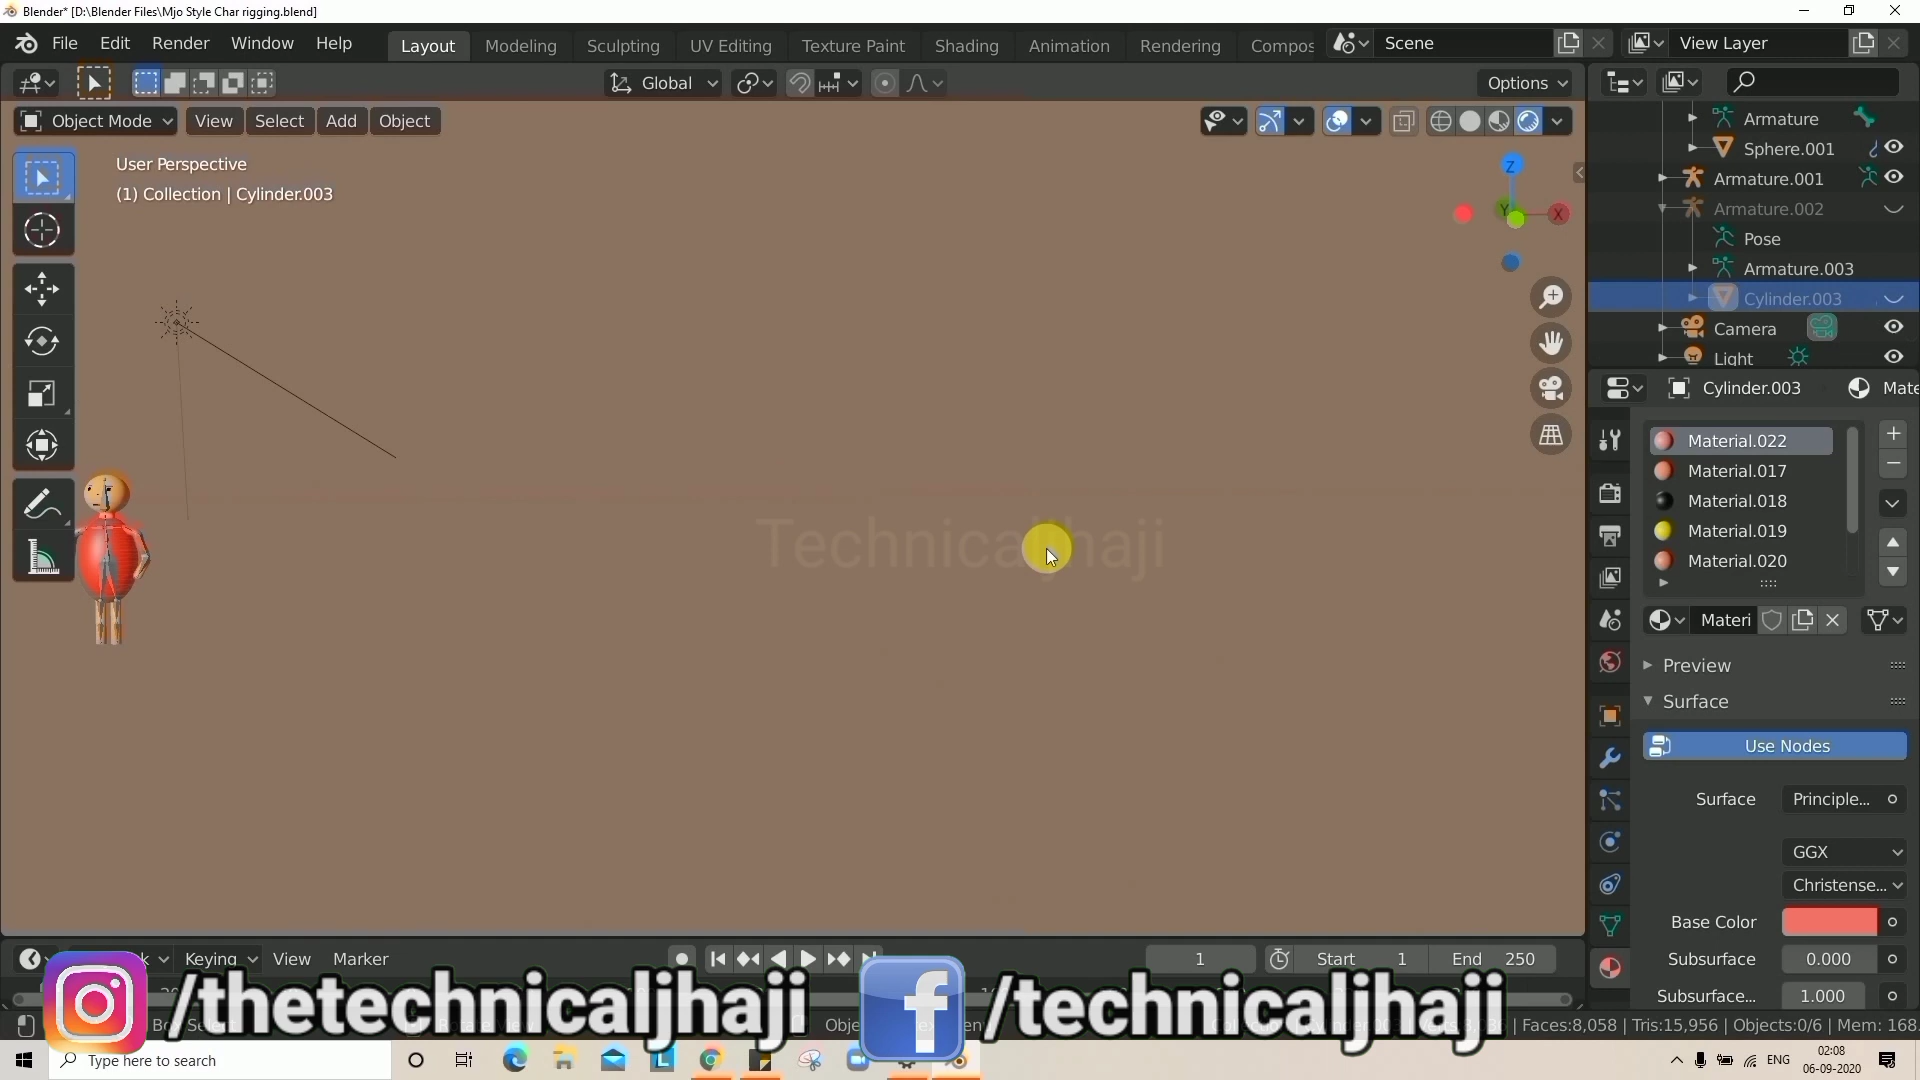 Blender* [D:\Blender Files\Mjo Style Char rigging.blend]
File Edit Render Window Help Layout Modeling Sculpting UV Editing Texture Paint Shading Animation Rendering Compos Scene View Layer
Global Options
Object Mode View Select Add Object
User Perspective
(1) Collection | Cylinder.003
Z
Y
X
Armature
Sphere.001
Armature.001
Armature.002
Pose
Armature.003
Cylinder.003
Camera
Light
Cylinder.003 Mate
Material.022
Material.017
Material.018
Material.019
Material.020
Materi
Preview
Surface
Use Nodes
Surface Principle...
GGX
Christense...
Base Color
Subsurface 0.000
Subsurface... 1.000
Technicaljhaji
Keying View Marker 1 Start 1 End 250
/thetechnicaljhaji /technicaljhaji
Faces:8,058 | Tris:15,956 | Objects:0/6 | Mem: 168.
Type here to search
ENG
02:08
06-09-2020